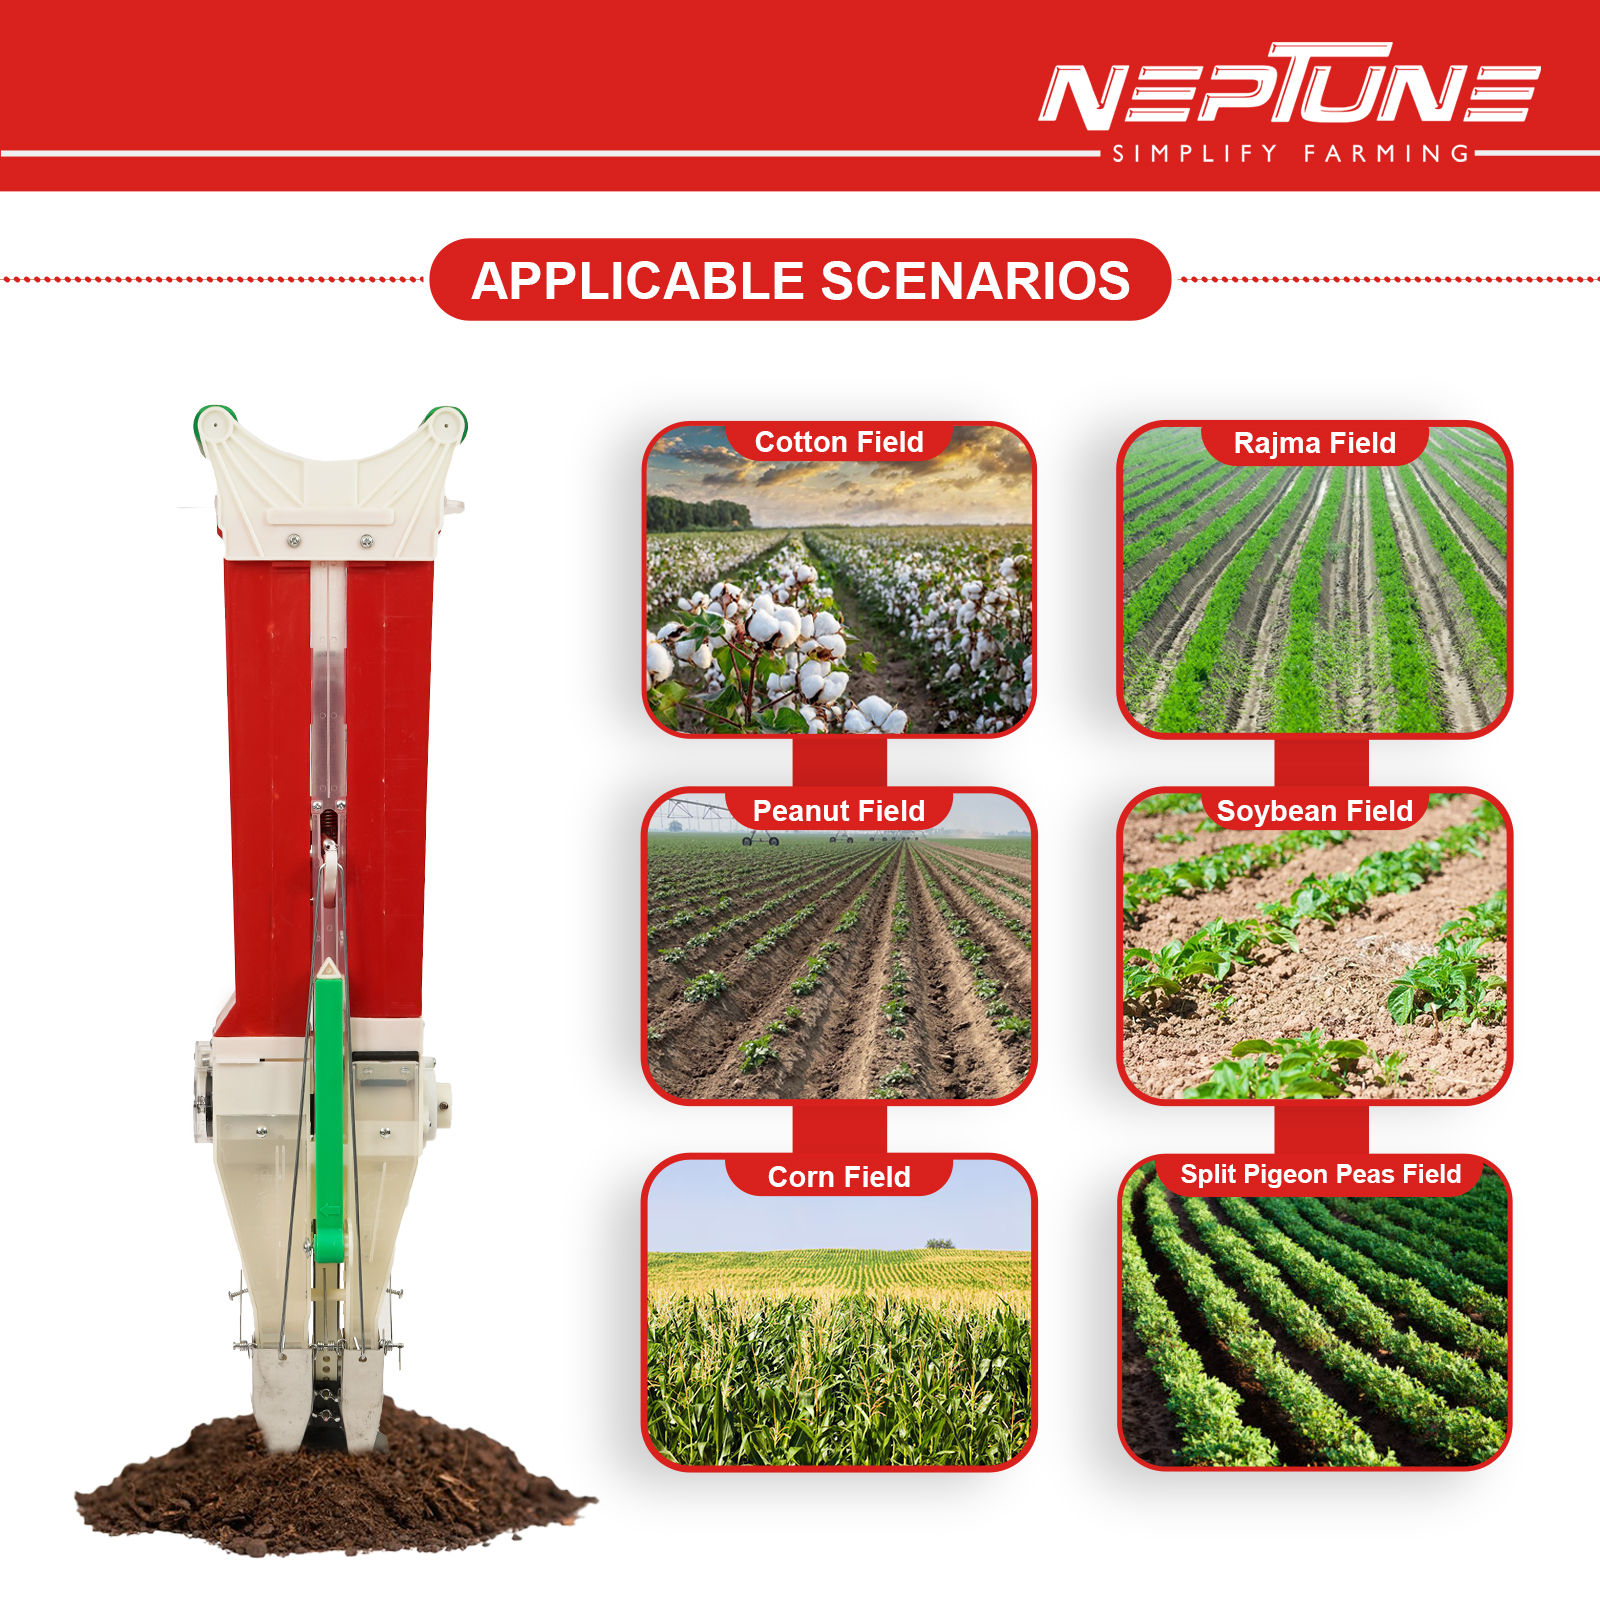 NEPTUNE
SIMPLIFY FARMING
APPLICABLE SCENARIOS
Cotton Field
Rajma Field
Peanut Field
Soybean Field
Corn Field
Split Pigeon Peas Field